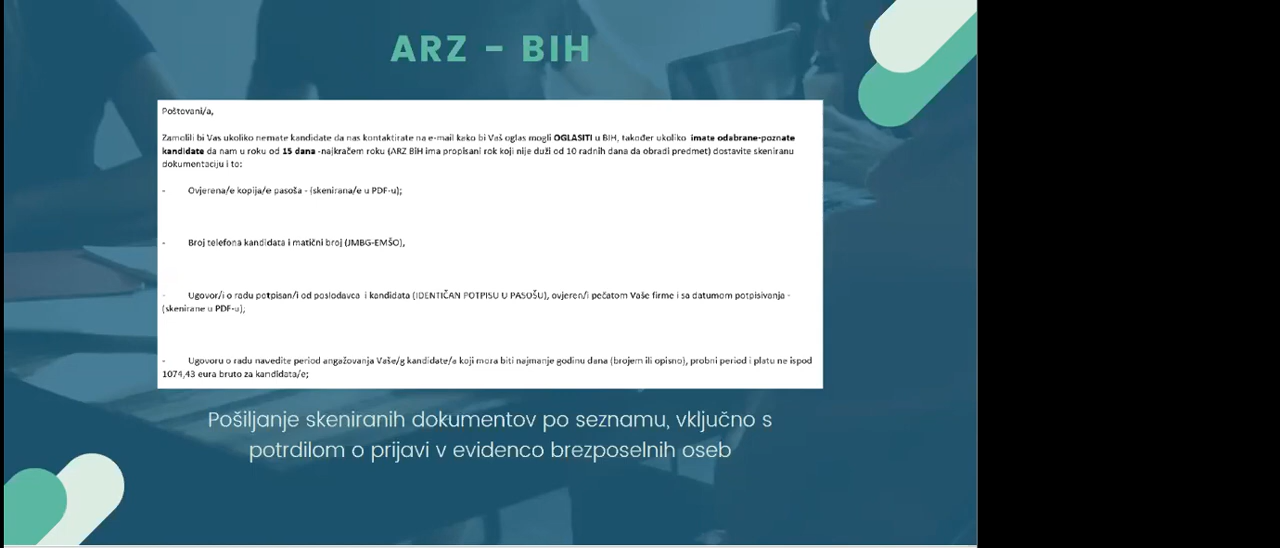 ARZ - BIH
Poštovani/a,
Zamolili bi Vas ukoliko nemate kandidate da nas kontaktirate na e-mail kako bi Vaš oglas mogli OGLASITI u BIH, također ukoliko imate odabrane-poznate
kandidate da nam u roku od 15 dana -najkraćem roku (ARZ BiH ima propisani rok koji nije duži od 10 radnih dana da obradi predmet) dostavite skeniranu
dokumentaciju i to:
- Ovjerena/e kopija/e pasoša - (skenirana/e u PDF-u);
- Broj telefona kandidata i matični broj (JMBG-EMŠO),
- Ugovor/i o radu potpisan/i od poslodavca i kandidata (IDENTIČAN POTPISU U PASOŠU), ovjeren/i pečatom Vaše firme i sa datumom potpisivanja -
(skenirane u PDF-u);
- Ugovoru o radu navedite period angažovanja Vaše/g kandidate/a koji mora biti najmanje godinu dana (brojem ili opisno), probni period i platu ne ispod
1074,43 eura bruto za kandidata/e;
Pošiljanje skeniranih dokumentov po seznamu, vključno s
potrdilom o prijavi v evidenco brezposelnih oseb